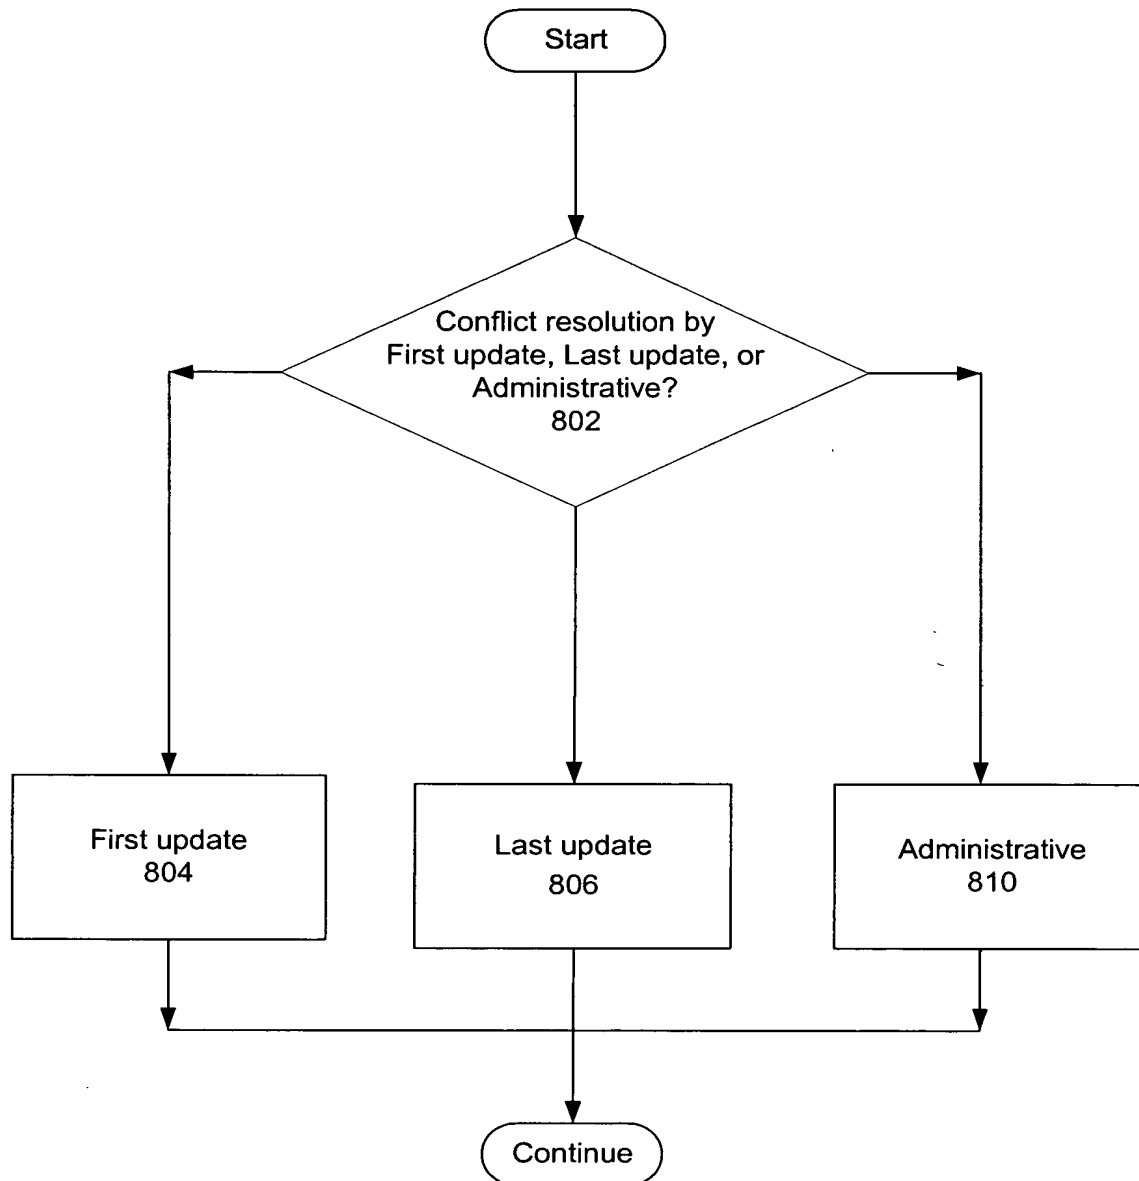 Start
Conflict resolution by
First update, Last update, or
Administrative?
802
First update
804
Last update
806
Administrative
810
Continue